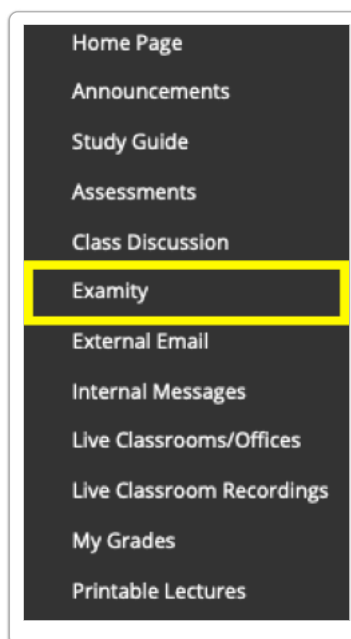 Home Page
Announcements
Study Guide
Assessments
Class Discussion
Examity
External Email
Internal Messages
Live Classrooms/Offices
Live Classroom Recordings
My Grades
Printable Lectures